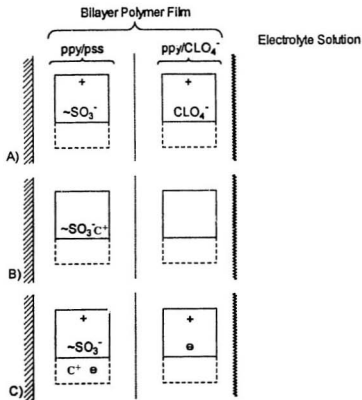 Bilayer Polymer Film
ppy/pss ppy/CLO₄⁻ Electrolyte Solution
+ +
~SO₃⁻ CLO₄⁻
A)
~SO₃⁻C⁺
B)
+ +
~SO₃⁻ ⊖
C⁺ ⊖
C)